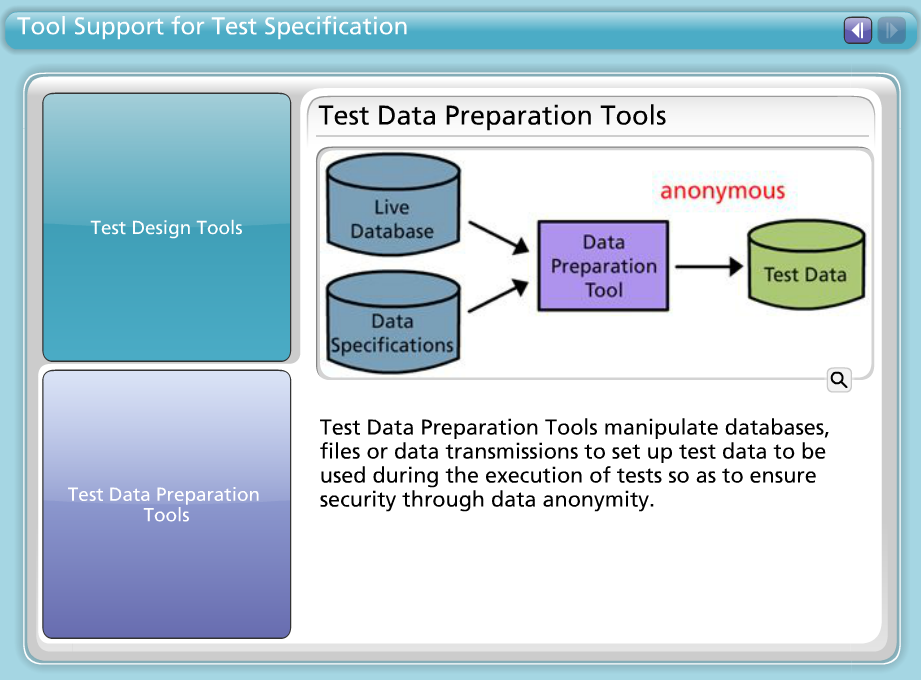 Tool Support for Test Specification
Test Design Tools
Test Data Preparation
Tools
Test Data Preparation Tools
Live
Database
Data
Specifications
Data
Preparation
Tool
anonymous
Test Data
Test Data Preparation Tools manipulate databases,
files or data transmissions to set up test data to be
used during the execution of tests so as to ensure
security through data anonymity.